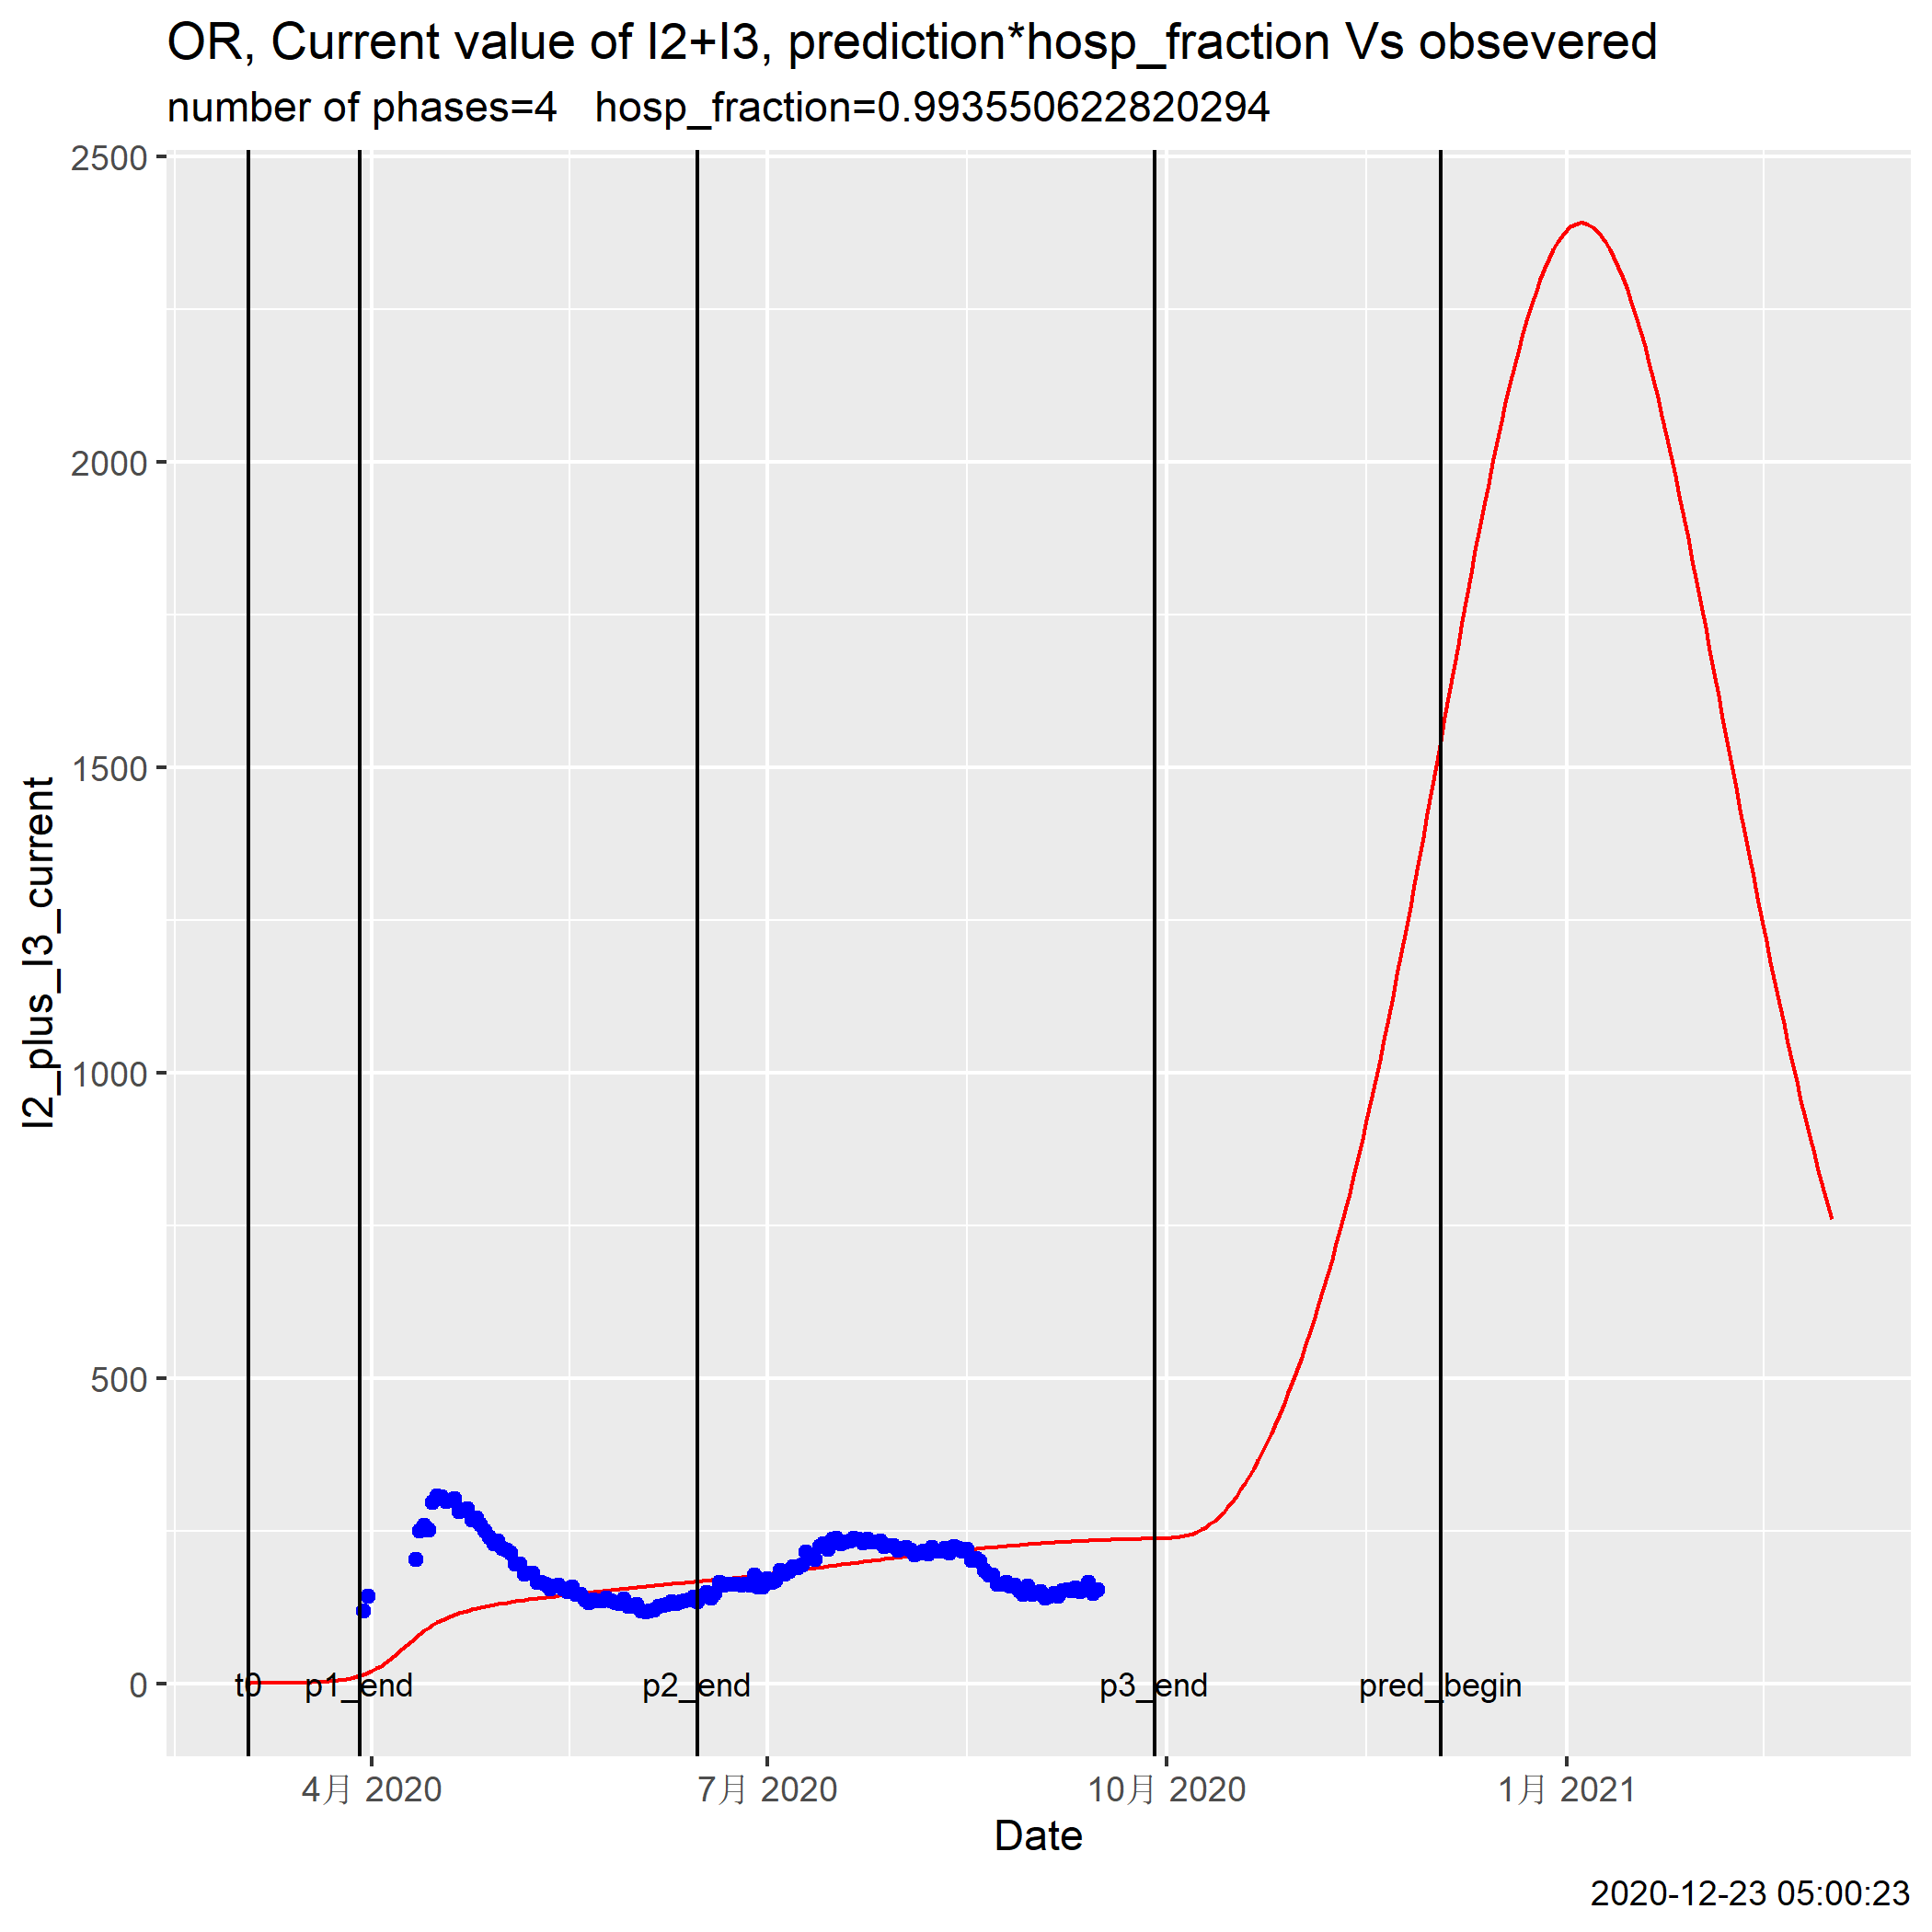 OR, Current value of I2+I3, prediction*hosp_fraction Vs obsevered
number of phases=4   hosp_fraction=0.993550622820294
2500
2000
1500
1000
500
0
I2_plus_I3_current
t0
p1_end
p2_end
p3_end
pred_begin
4月 2020
7月 2020
10月 2020
1月 2021
Date
2020-12-23 05:00:23